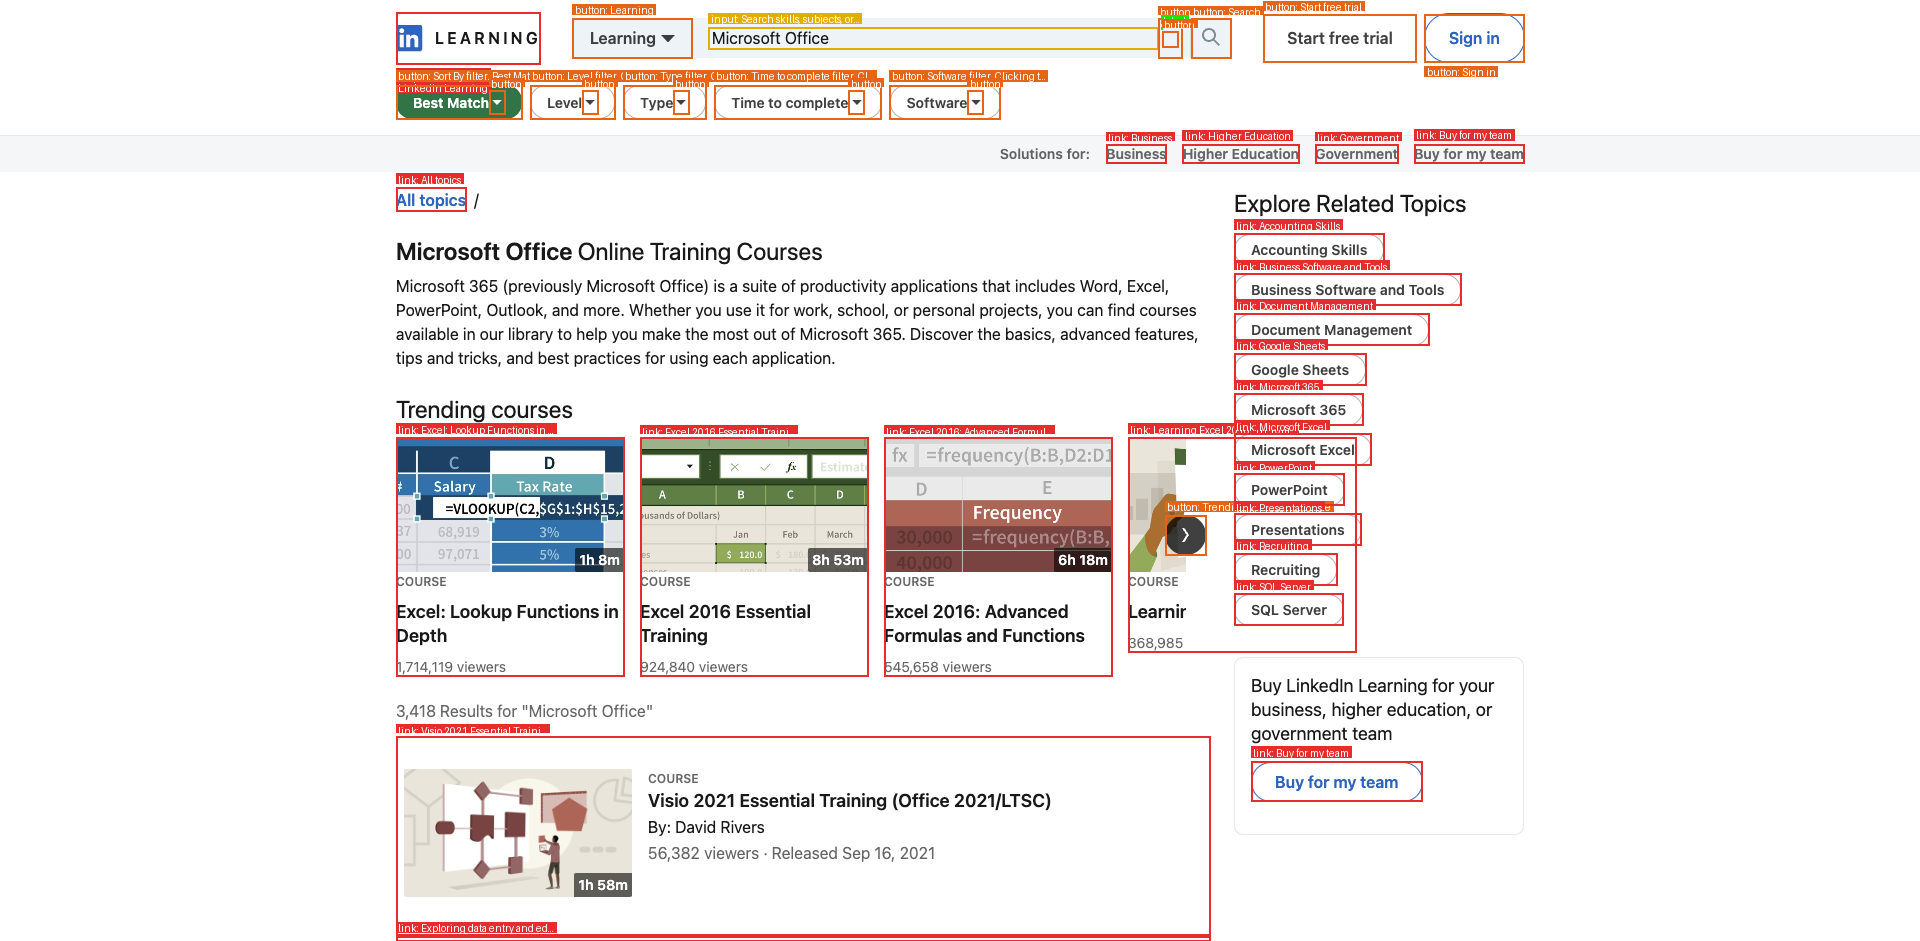 button: Learning
input: Search skills, subjects, or...
button: Search
button: Start free trial
in LEARNING
Learning
Microsoft Office
Start free trial
Sign in
button: Sign in
button: Sort By filter.
button: Level filter.
button: Type filter.
button: Time to complete filter. Cl...
button: Software filter. Clicking t...
LinkedIn Learning
Best Match
Level
Type
Time to complete
Software
link: Business
link: Higher Education
link: Government
link: Buy for my team
Solutions for:
Business
Higher Education
Government
Buy for my team
link: All topics
All topics /
Microsoft Office Online Training Courses
Microsoft 365 (previously Microsoft Office) is a suite of productivity applications that includes Word, Excel,
PowerPoint, Outlook, and more. Whether you use it for work, school, or personal projects, you can find courses
available in our library to help you make the most out of Microsoft 365. Discover the basics, advanced features,
tips and tricks, and best practices for using each application.
Trending courses
link: Excel: Lookup Functions in ...
C
D
Salary
Tax Rate
=VLOOKUP(C2,$G$1:$H$15,2
68,919
3%
97,071
5%
1h 8m
COURSE
Excel: Lookup Functions in
Depth
1,714,119 viewers
link: Excel 2016 Essential Traini...
fx
Estimate
A
B
C
D
Jan
Feb
March
$ 120.0
8h 53m
COURSE
Excel 2016 Essential
Training
924,840 viewers
link: Excel 2016: Advanced Formul...
fx
=frequency(B:B,D2:D1
D
E
Frequency
30,000
=frequency(B:B,
40,000
6h 18m
COURSE
Excel 2016: Advanced
Formulas and Functions
545,658 viewers
COURSE
Learnir
368,985
3,418 Results for "Microsoft Office"
link: Visio 2021 Essential Traini...
COURSE
Visio 2021 Essential Training (Office 2021/LTSC)
By: David Rivers
56,382 viewers · Released Sep 16, 2021
1h 58m
link: Exploring data entry and ed...
Explore Related Topics
link: Accounting Skills
Accounting Skills
link: Business Software and Tools
Business Software and Tools
link: Document Management
Document Management
link: Google Sheets
Google Sheets
link: Microsoft 365
Microsoft 365
link: Microsoft Excel
Microsoft Excel
link: PowerPoint
PowerPoint
link: Presentations
Presentations
link: Recruiting
Recruiting
link: SQL Server
SQL Server
Buy LinkedIn Learning for your
business, higher education, or
government team
link: Buy for my team
Buy for my team